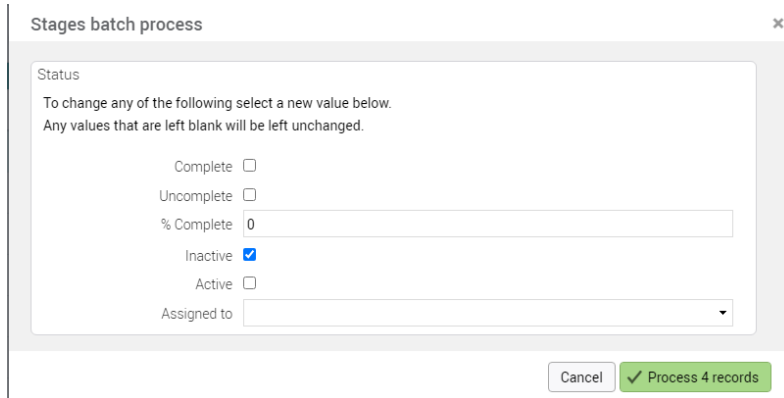 Stages batch process
Status
To change any of the following select a new value below.
Any values that are left blank will be left unchanged.
Complete
Uncomplete
% Complete 0
Inactive
Active
Assigned to
Cancel Process 4 records